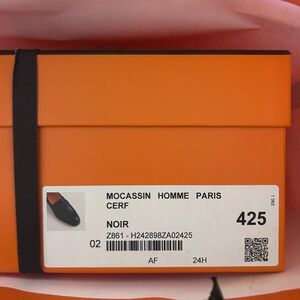 MOCASSIN HOMME PARIS
CERF
NOIR
425
Z861 - H242898ZA02425
02
AF 24H